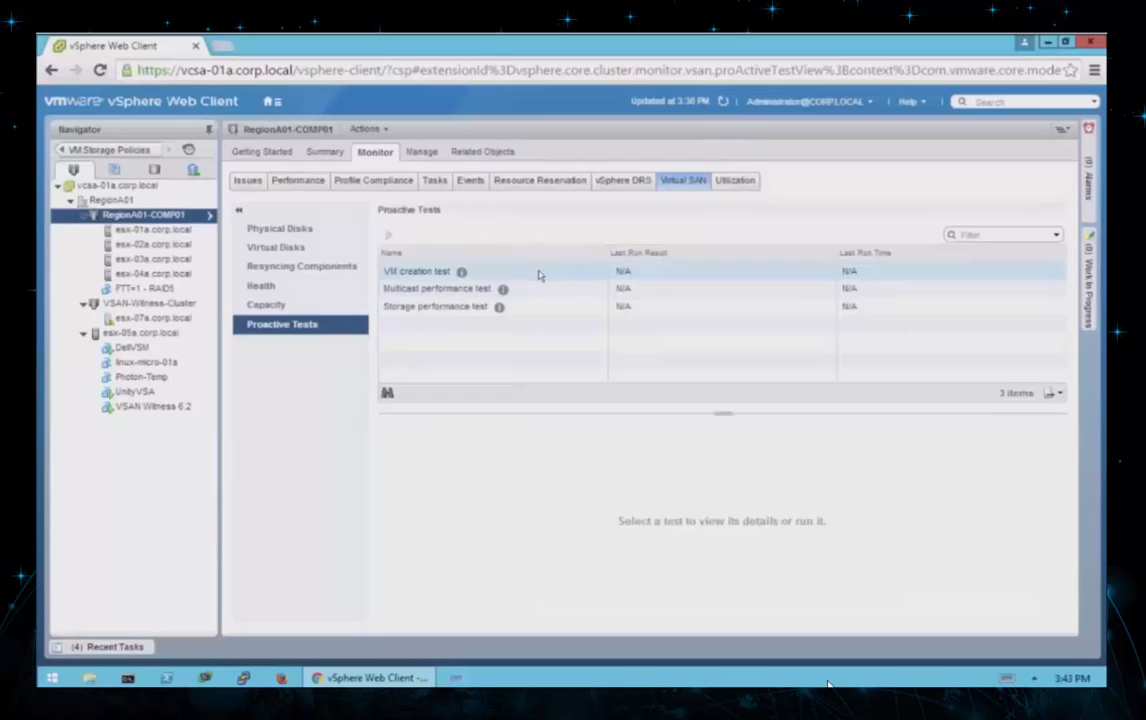 vSphere Web Client
https://vcsa-01a.corp.local/vsphere-client/?csp#extensionId%3Dvsphere.core.cluster.monitor.vsan.proActiveTestView%3Bcontext%3Dcom.vmware.core.mode
vmware vSphere Web Client
Updated at 3:38 PM
Administrator@CORP.LOCAL
Help
Search
Navigator
VM Storage Policies
vcsa-01a.corp.local
RegionA01
RegionA01-COMP01
esx-01a.corp.local
esx-02a.corp.local
esx-03a.corp.local
esx-04a.corp.local
FTT=1 - RAID5
VSAN-Witness-Cluster
esx-07a.corp.local
esx-05a.corp.local
DellVSM
linux-micro-01a
Photon-Temp
UnityVSA
VSAN Witness 6.2
RegionA01-COMP01 Actions
Getting Started Summary Monitor Manage Related Objects
Issues Performance Profile Compliance Tasks Events Resource Reservation vSphere DRS Virtual SAN Utilization
Physical Disks
Virtual Disks
Resyncing Components
Health
Capacity
Proactive Tests
Proactive Tests
Filter
Name Last Run Result Last Run Time
VM creation test N/A N/A
Multicast performance test N/A N/A
Storage performance test N/A N/A
3 items
Select a test to view its details or run it.
(0) Alarms
(0) Work In Progress
(4) Recent Tasks
vSphere Web Client -...
3:43 PM